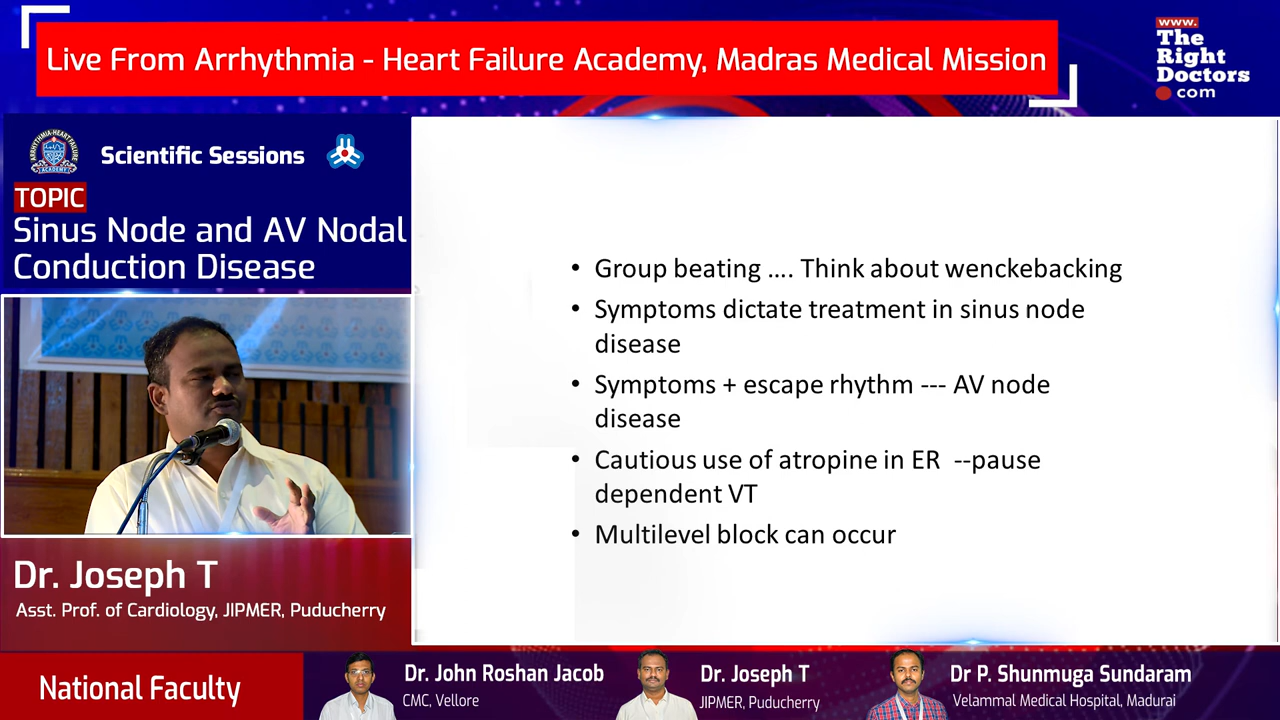 Live From Arrhythmia - Heart Failure Academy, Madras Medical Mission
www.
The
Right
Doctors
com
ARRHYTHMIA-HEART FAILURE
ACADEMY
Scientific Sessions
TOPIC
Sinus Node and AV Nodal
Conduction Disease
• Group beating .... Think about wenckebacking
• Symptoms dictate treatment in sinus node
disease
• Symptoms + escape rhythm --- AV node
disease
• Cautious use of atropine in ER --pause
dependent VT
• Multilevel block can occur
Dr. Joseph T
Asst. Prof. of Cardiology, JIPMER, Puducherry
National Faculty
Dr. John Roshan Jacob
CMC, Vellore
Dr. Joseph T
JIPMER, Puducherry
Dr P. Shunmuga Sundaram
Velammal Medical Hospital, Madurai